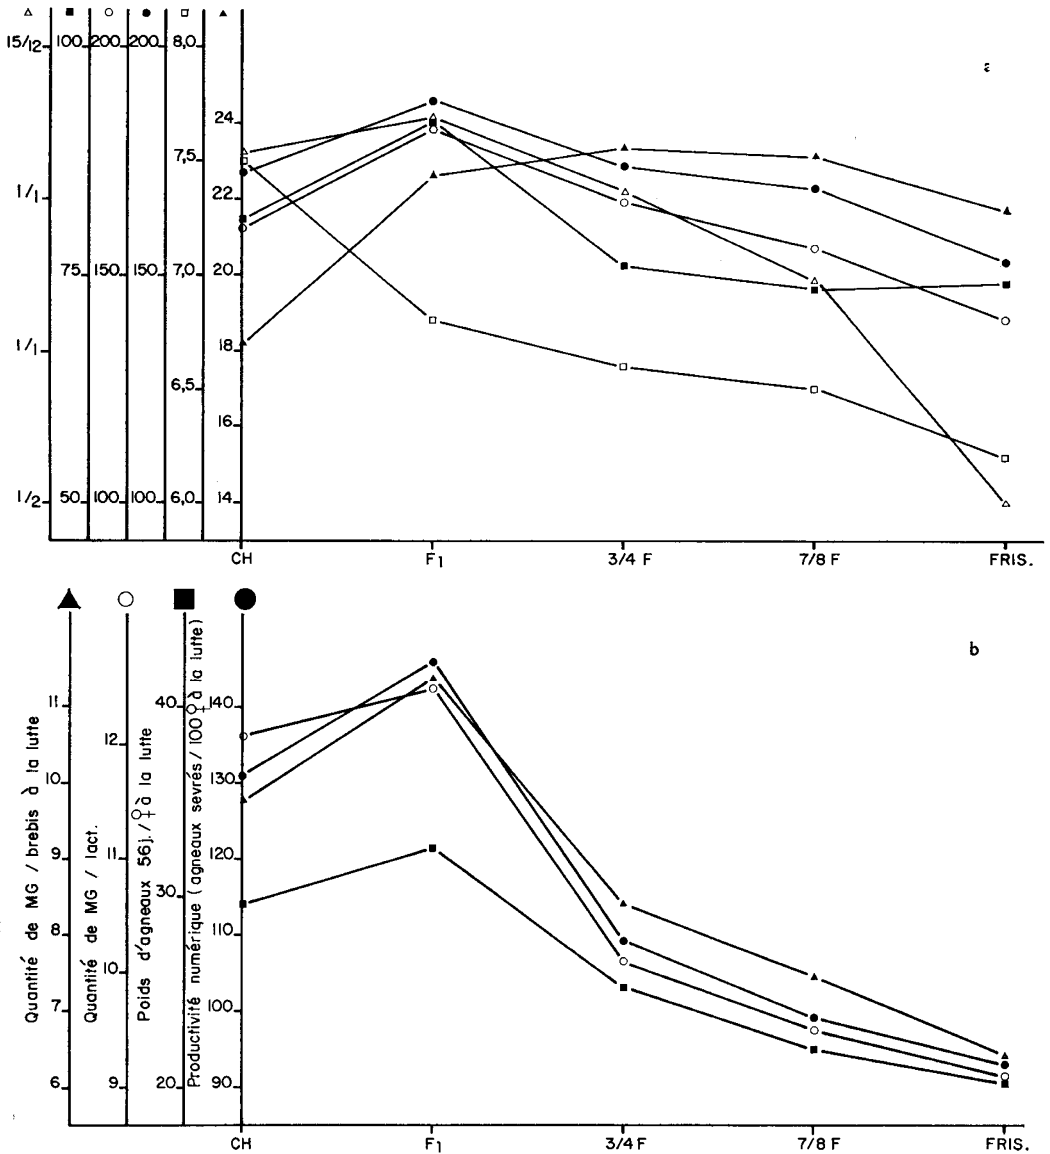 15/12 100 200 200 8,0
a
24
7,5
1/1 22
75 150 150 7,0 20
1/1 18
6,5
16
1/2 50 100 100 6,0 14
CH F1 3/4 F 7/8 F FRIS.
b
Quantité de MG / brebis à la lutte
Quantité de MG / lact.
Poids d'agneaux 56 j. / ♀ à la lutte
Productivité numérique ( agneaux sevrés / 100 ♀ à la lutte )
11 40 140
12
10 130
9 11 120
30
8 110
10
7 100
6 9 20 90
CH F1 3/4 F 7/8 F FRIS.